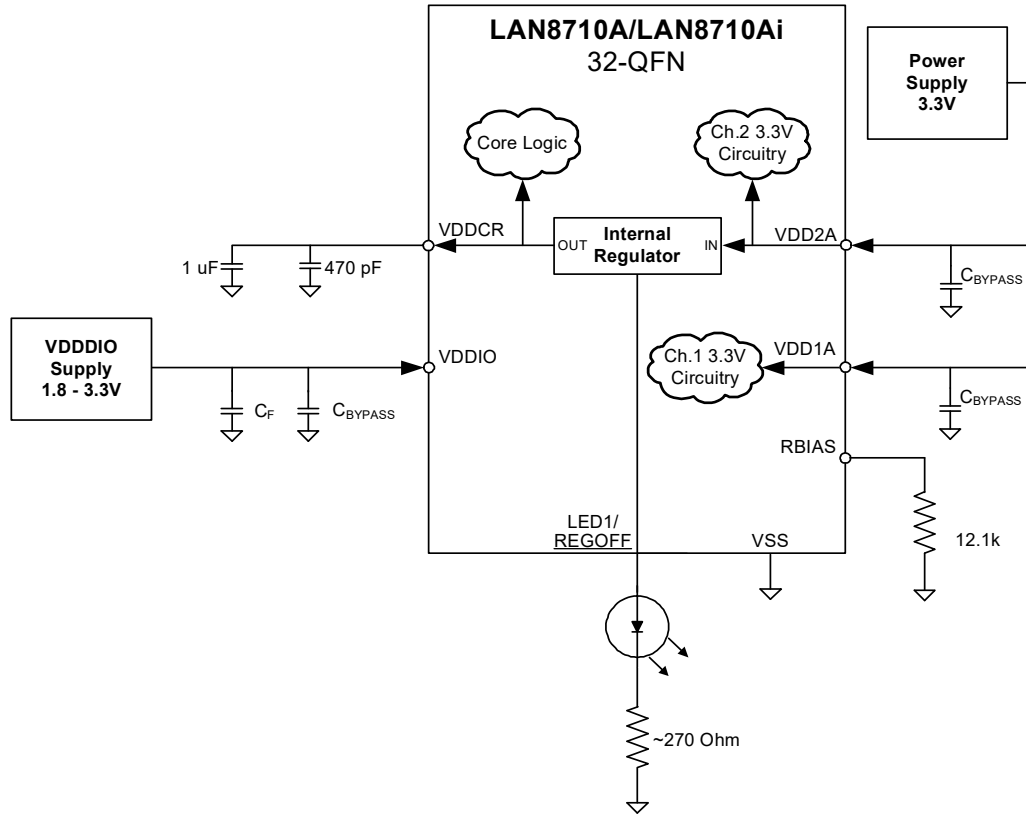 LAN8710A/LAN8710Ai
32-QFN
Power
Supply
3.3V
Core Logic
Ch.2 3.3V
Circuitry
VDDCR
OUT
Internal
Regulator
IN
VDD2A
1 uF
470 pF
CBYPASS
VDDDIO
Supply
1.8 - 3.3V
VDDIO
Ch.1 3.3V
Circuitry
VDD1A
CF
CBYPASS
CBYPASS
RBIAS
12.1k
LED1/
REGOFF
VSS
~270 Ohm